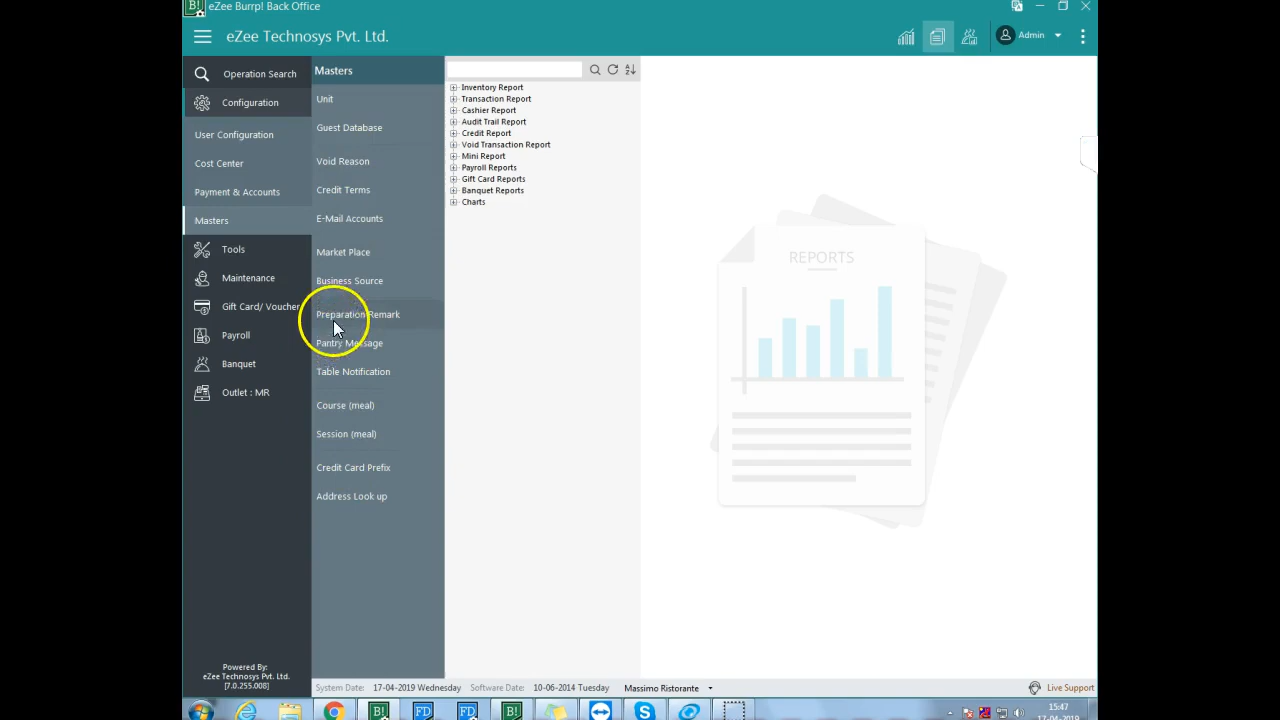 B! eZee Burrp! Back Office
eZee Technosys Pvt. Ltd.
Admin
Operation Search
Configuration
User Configuration
Cost Center
Payment & Accounts
Masters
Tools
Maintenance
Gift Card/ Voucher
Payroll
Banquet
Outlet : MR
Powered By:
eZee Technosys Pvt. Ltd.
[7.0.255.008]
Masters
Unit
Guest Database
Void Reason
Credit Terms
E-Mail Accounts
Market Place
Business Source
Preparation Remark
Pantry Message
Table Notification
Course (meal)
Session (meal)
Credit Card Prefix
Address Look up
Inventory Report
Transaction Report
Cashier Report
Audit Trail Report
Credit Report
Void Transaction Report
Mini Report
Payroll Reports
Gift Card Reports
Banquet Reports
Charts
REPORTS
System Date: 17-04-2019 Wednesday Software Date: 10-06-2014 Tuesday Massimo Ristorante
Live Support
B! FD FD B!
15:47
17-04-2019